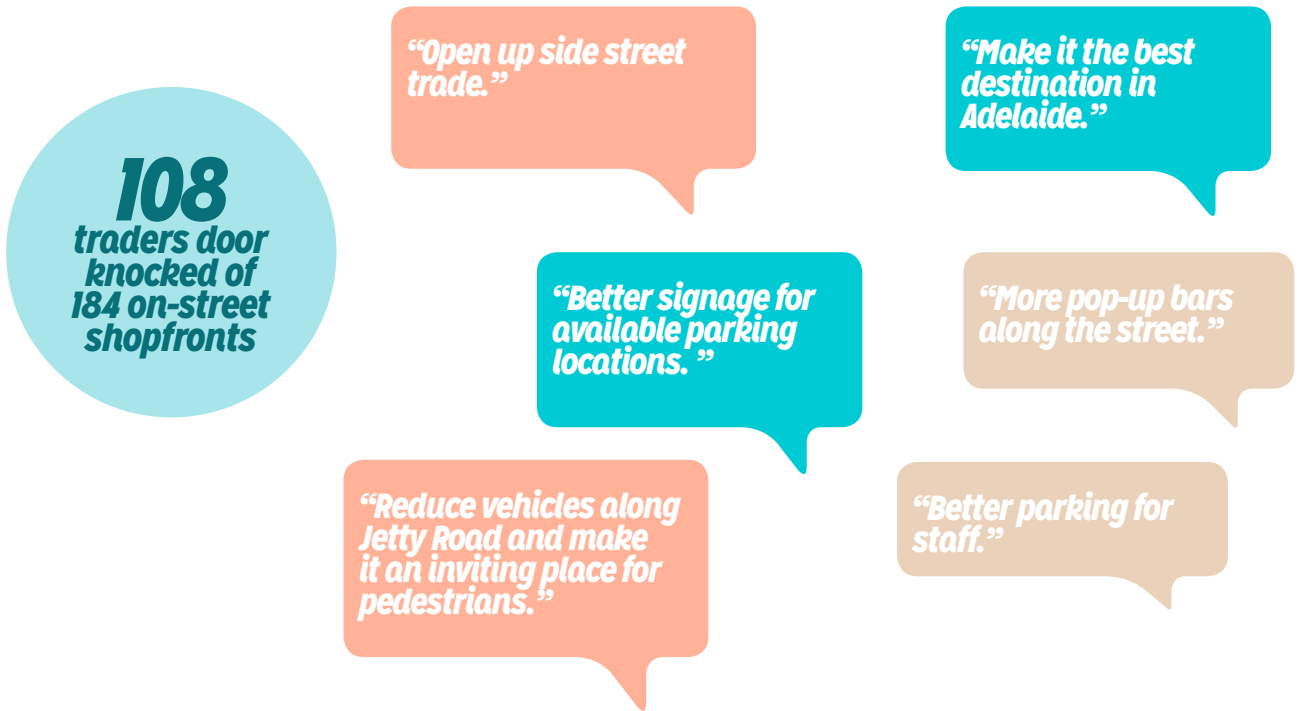 108
traders door
knocked of
184 on-street
shopfronts
“Open up side street
trade.”
“Make it the best
destination in
Adelaide.”
“Better signage for
available parking
locations. ”
“More pop-up bars
along the street.”
“Reduce vehicles along
Jetty Road and make
it an inviting place for
pedestrians.”
“Better parking for
staff.”